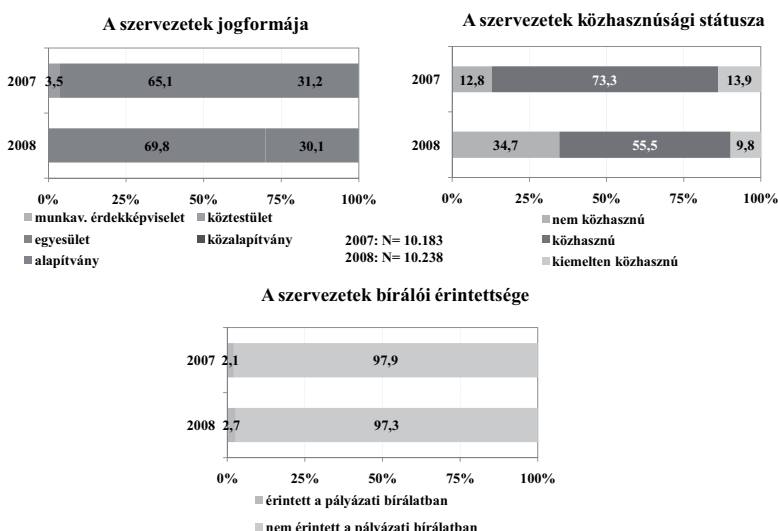 A szervezetek jogformája
2007 3,5 65,1 31,2
2008 69,8 30,1
0% 25% 50% 75% 100%
munkav. érdekképviselet köztestület
egyesület közalapítvány
alapítvány
2007: N= 10.183
2008: N= 10.238
A szervezetek közhasznúsági státusza
2007 12,8 73,3 13,9
2008 34,7 55,5 9,8
0% 25% 50% 75% 100%
nem közhasznú
közhasznú
kiemelten közhasznú
A szervezetek bírálói érintettsége
2007 2,1 97,9
2008 2,7 97,3
0% 25% 50% 75% 100%
érintett a pályázati bírálatban
nem érintett a pályázati bírálatban